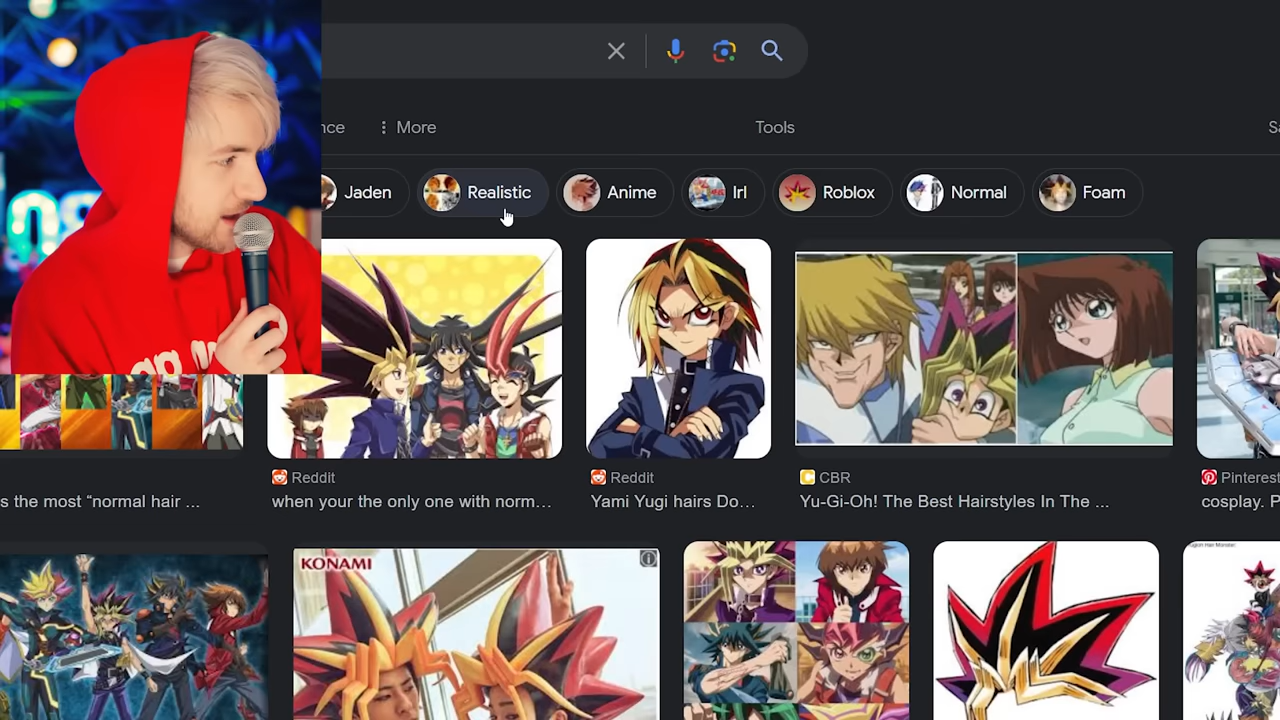 nce
More
Tools
Jaden
Realistic
Anime
Irl
Roblox
Normal
Foam
Reddit
Reddit
CBR
Pinterest
s the most “normal hair ...
when your the only one with norm...
Yami Yugi hairs Do...
Yu-Gi-Oh! The Best Hairstyles In The ...
cosplay. P
KONAMI